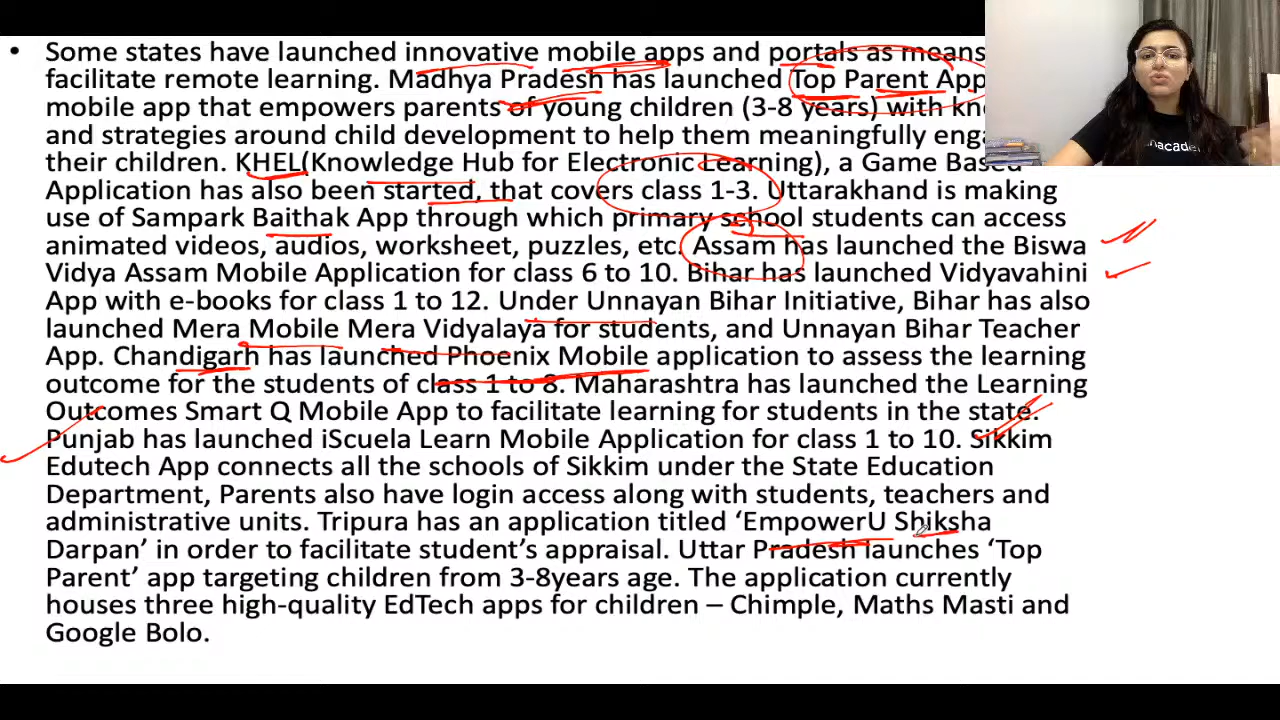 • Some states have launched innovative mobile apps and portals as means
facilitate remote learning. Madhya Pradesh has launched Top Parent App
mobile app that empowers parents of young children (3-8 years) with
and strategies around child development to help them meaningfully
their children. KHEL(Knowledge Hub for Electronic Learning), a Game Based
Application has also been started, that covers class 1-3. Uttarakhand is making
use of Sampark Baithak App through which primary school students can access
animated videos, audios, worksheet, puzzles, etc. Assam has launched the Biswa
Vidya Assam Mobile Application for class 6 to 10. Bihar has launched Vidyavahini
App with e-books for class 1 to 12. Under Unnayan Bihar Initiative, Bihar has also
launched Mera Mobile Mera Vidyalaya for students, and Unnayan Bihar Teacher
App. Chandigarh has launched Phoenix Mobile application to assess the learning
outcome for the students of class 1 to 8. Maharashtra has launched the Learning
Outcomes Smart Q Mobile App to facilitate learning for students in the state.
Punjab has launched iScuela Learn Mobile Application for class 1 to 10. Sikkim
Edutech App connects all the schools of Sikkim under the State Education
Department, Parents also have login access along with students, teachers and
administrative units. Tripura has an application titled ‘EmpowerU Shiksha
Darpan’ in order to facilitate student’s appraisal. Uttar Pradesh launches ‘Top
Parent’ app targeting children from 3-8years age. The application currently
houses three high-quality EdTech apps for children – Chimple, Maths Masti and
Google Bolo.